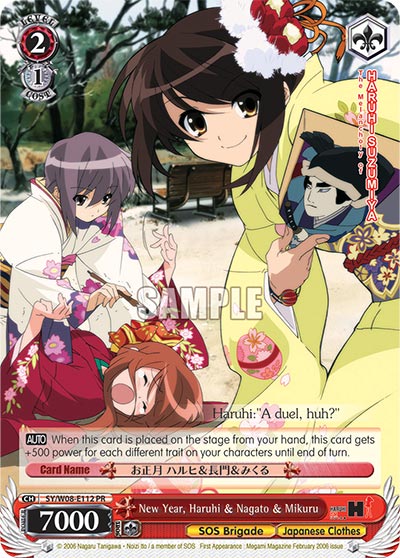 LEVEL
2
1
COST
The Melancholy of
HARUHI SUZUMIYA
SAMPLE
Haruhi:"A duel, huh?"
AUTO When this card is placed on the stage from your hand, this card gets
+500 power for each different trait on your characters until end of turn.
Card Name お正月 ハルヒ&長門&みくる
CH SY/W08-E112 PR
New Year, Haruhi & Nagato & Mikuru
POWER 7000 SOUL
SOS Brigade Japanese Clothes
© 2006 Nagaru Tanigawa・Noizi Ito / a member of SOS First Appearance : Megami Magazine February 2006 issue